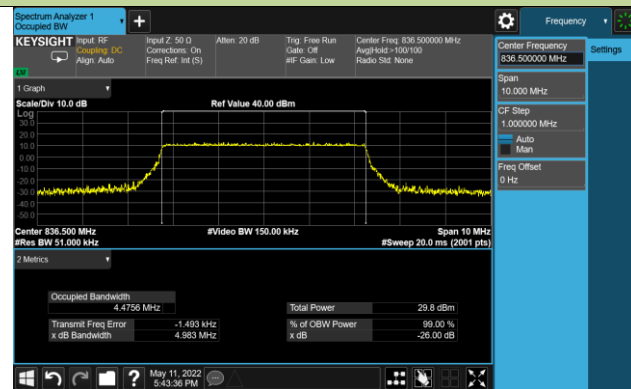 Spectrum Analyzer 1
Occupied BW
Frequency
KEYSIGHT
Input: RF
Coupling: DC
Align: Auto
Input Z: 50 Ω
Corrections: On
Freq Ref: Int (S)
Atten: 20 dB
Trig: Free Run
Gate: Off
#IF Gain: Low
Center Freq: 836.500000 MHz
Avg|Hold:>100/100
Radio Std: None
Center Frequency
836.500000 MHz
Settings
Span
10.000 MHz
CF Step
1.000000 MHz
Auto
Man
Freq Offset
0 Hz
1 Graph
Scale/Div 10.0 dB
Ref Value 40.00 dBm
Log
30.0
20.0
10.0
0.00
-10.0
-20.0
-30.0
-40.0
-50.0
Center 836.500 MHz
#Video BW 150.00 kHz
Span 10 MHz
#Res BW 51.000 kHz
#Sweep 20.0 ms (2001 pts)
2 Metrics
Occupied Bandwidth
4.4756 MHz
Total Power
29.8 dBm
Transmit Freq Error
-1.493 kHz
% of OBW Power
99.00 %
x dB Bandwidth
4.983 MHz
x dB
-26.00 dB
May 11, 2022
5:43:36 PM